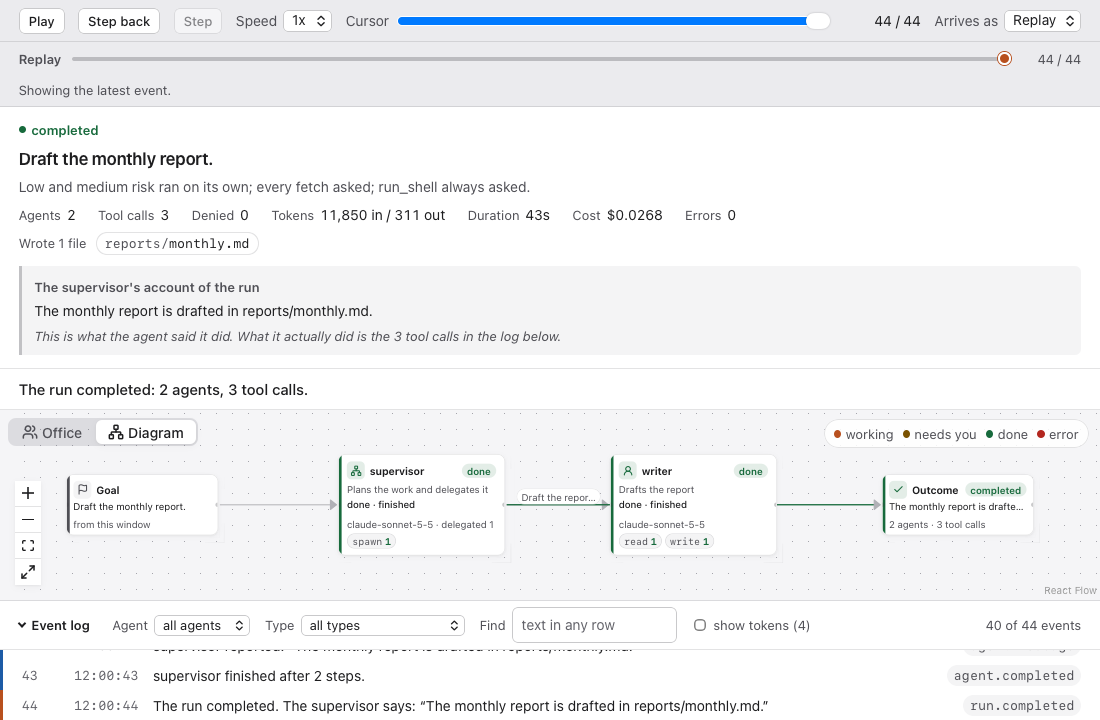 Play Step back Step Speed 1x Cursor 44 / 44 Arrives as Replay
Replay 44 / 44
Showing the latest event.
completed
Draft the monthly report.
Low and medium risk ran on its own; every fetch asked; run_shell always asked.
Agents 2 Tool calls 3 Denied 0 Tokens 11,850 in / 311 out Duration 43s Cost $0.0268 Errors 0
Wrote 1 file reports/monthly.md
The supervisor's account of the run
The monthly report is drafted in reports/monthly.md.
This is what the agent said it did. What it actually did is the 3 tool calls in the log below.
The run completed: 2 agents, 3 tool calls.
Office Diagram
working needs you done error
Goal
Draft the monthly report.
from this window
supervisor done
Plans the work and delegates it
done · finished
claude-sonnet-5-5 · delegated 1
spawn 1
Draft the repor...
writer done
Drafts the report
done · finished
claude-sonnet-5-5
read 1 write 1
Outcome completed
The monthly report is drafte...
2 agents · 3 tool calls
React Flow
Event log Agent all agents Type all types Find text in any row show tokens (4) 40 of 44 events
43 12:00:43 supervisor finished after 2 steps. agent.completed
44 12:00:44 The run completed. The supervisor says: “The monthly report is drafted in reports/monthly.md.” run.completed